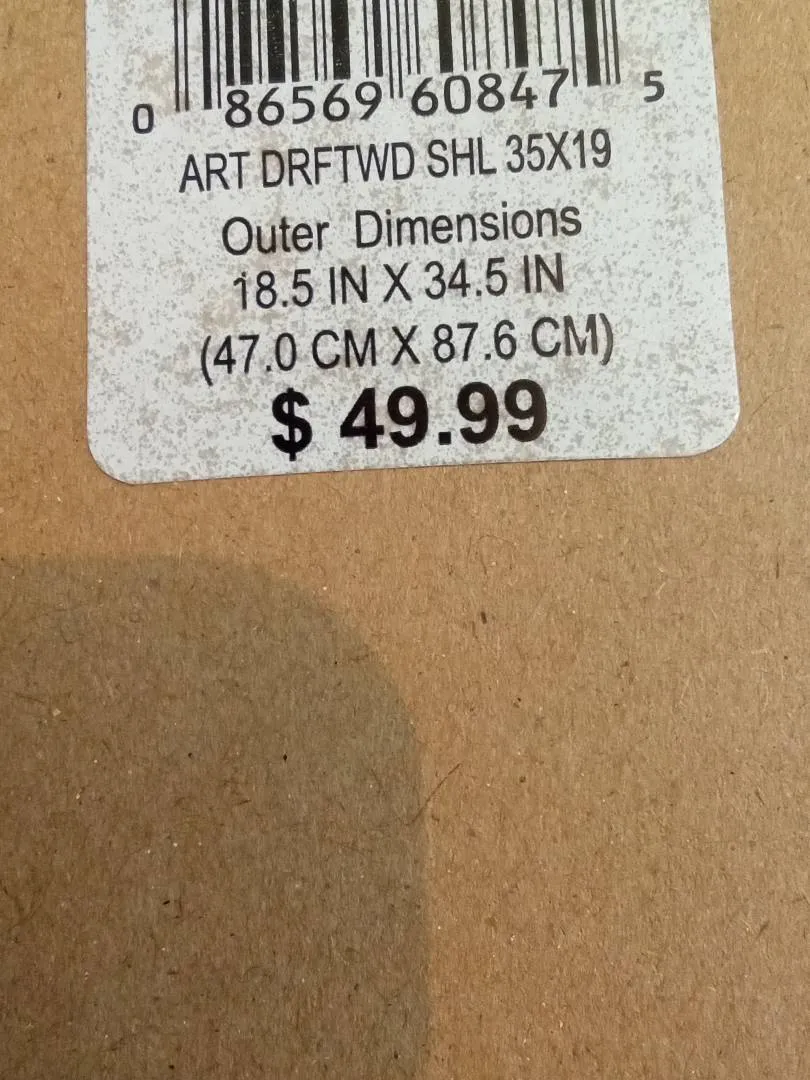 0 86569 60847 5
ART DRFTWD SHL 35X19
Outer Dimensions
18.5 IN X 34.5 IN
(47.0 CM X 87.6 CM)
$ 49.99